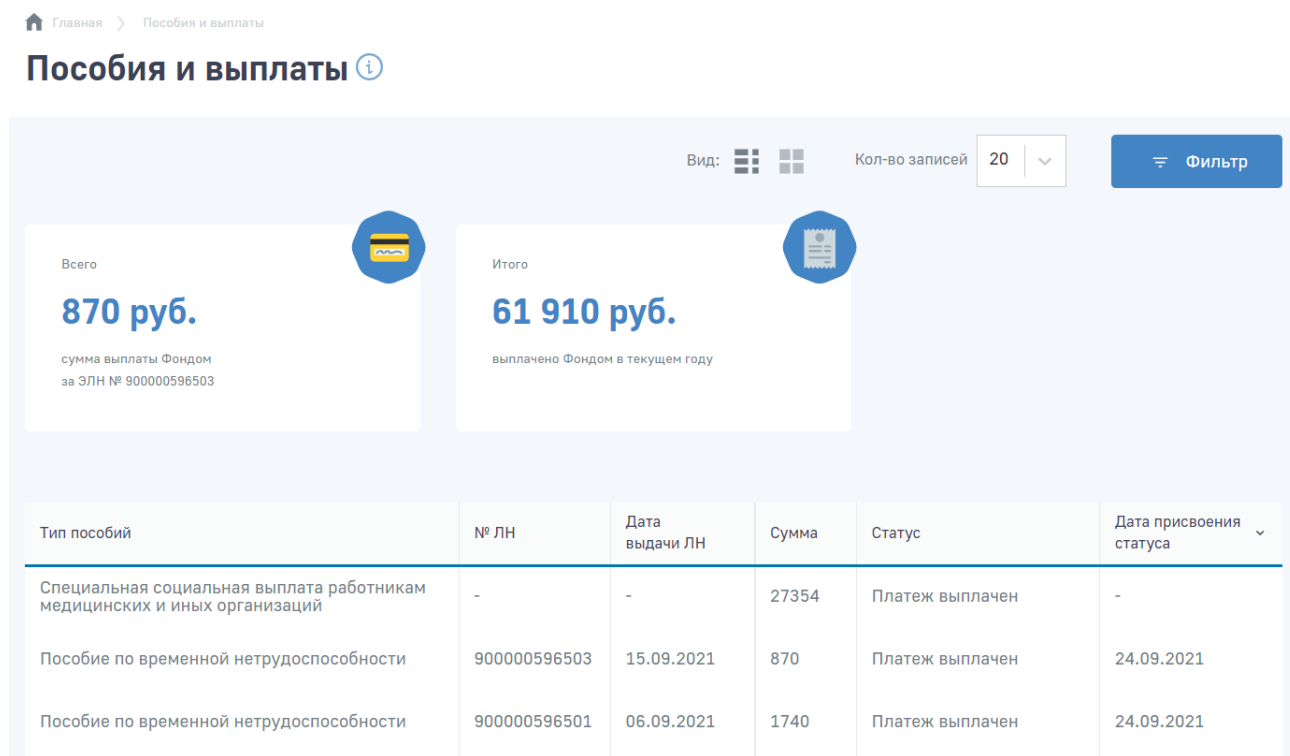 Главная
Пособия и выплаты
Пособия и выплаты
Вид:
Кол-во записей
20
Фильтр
Всего
870 руб.
сумма выплаты Фондом
за ЭЛН № 900000596503
Итого
61 910 руб.
выплачено Фондом в текущем году
Тип пособий
№ ЛН
Дата
выдачи ЛН
Сумма
Статус
Дата присвоения
статуса
Специальная социальная выплата работникам
медицинских и иных организаций
-
-
27354
Платеж выплачен
-
Пособие по временной нетрудоспособности
900000596503
15.09.2021
870
Платеж выплачен
24.09.2021
Пособие по временной нетрудоспособности
900000596501
06.09.2021
1740
Платеж выплачен
24.09.2021